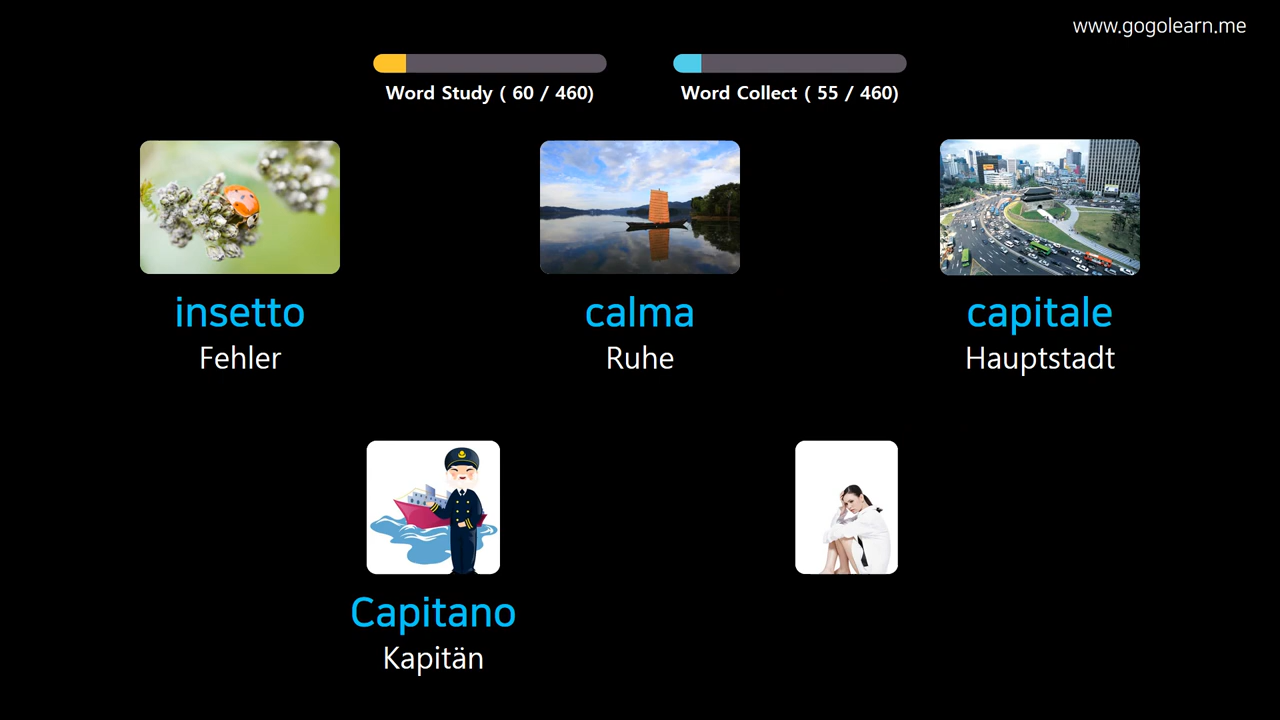 www.gogolearn.me
Word Study ( 60 / 460)
Word Collect ( 55 / 460)
insetto
Fehler
calma
Ruhe
capitale
Hauptstadt
Capitano
Kapitän